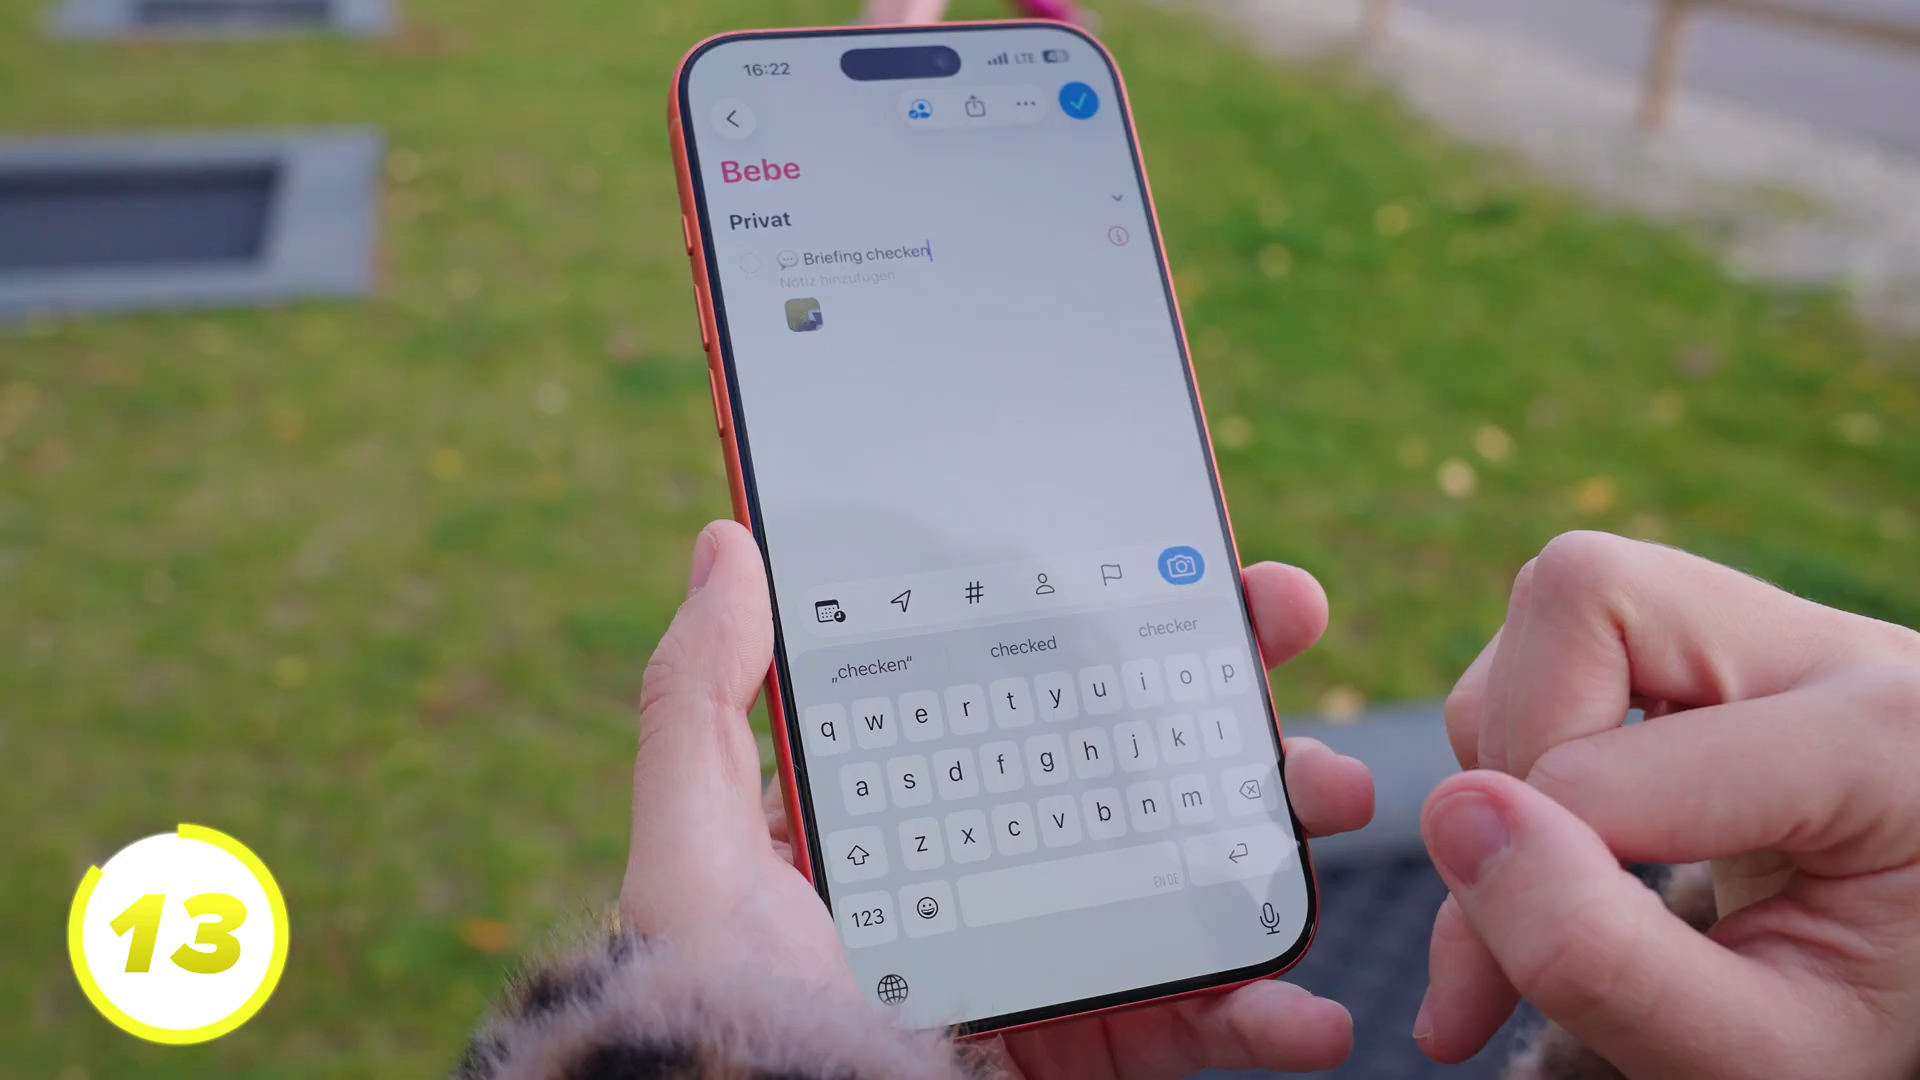 16:22
LTE
Bebe
Privat
Briefing checken
Notiz hinzufügen
„checken“ checked checker
q w e r t y u i o p
a s d f g h j k l
z x c v b n m
123
EN DE
13